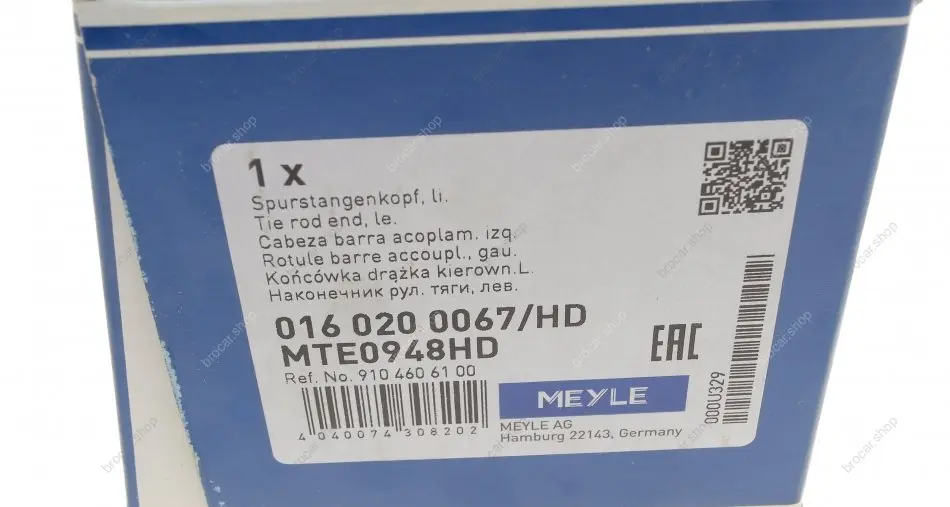 1 x
Spurstangenkopf, li.
Tie rod end, le.
Cabeza barra acoplam. izq.
Rotule barre accoupl., gau.
Końcówka drążka kierown.L.
Наконечник рул. тяги, лев.
016 020 0067/HD
MTE0948HD
Ref. No. 910 460 61 00
4 040074 308202
EAC
MEYLE
MEYLE AG
Hamburg 22143, Germany
000U329
brocar.shop